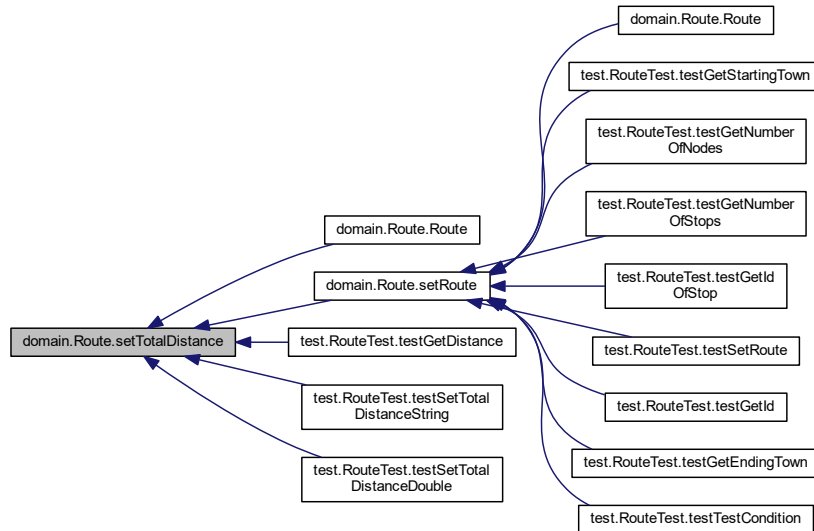 domain.Route.Route
test.RouteTest.testGetStartingTown
test.RouteTest.testGetNumber
OfNodes
test.RouteTest.testGetNumber
OfStops
domain.Route.Route
domain.Route.setRoute
test.RouteTest.testGetId
OfStop
domain.Route.setTotalDistance
test.RouteTest.testGetDistance
test.RouteTest.testSetRoute
test.RouteTest.testSetTotal
DistanceString
test.RouteTest.testGetId
test.RouteTest.testSetTotal
DistanceDouble
test.RouteTest.testGetEndingTown
test.RouteTest.testTestCondition